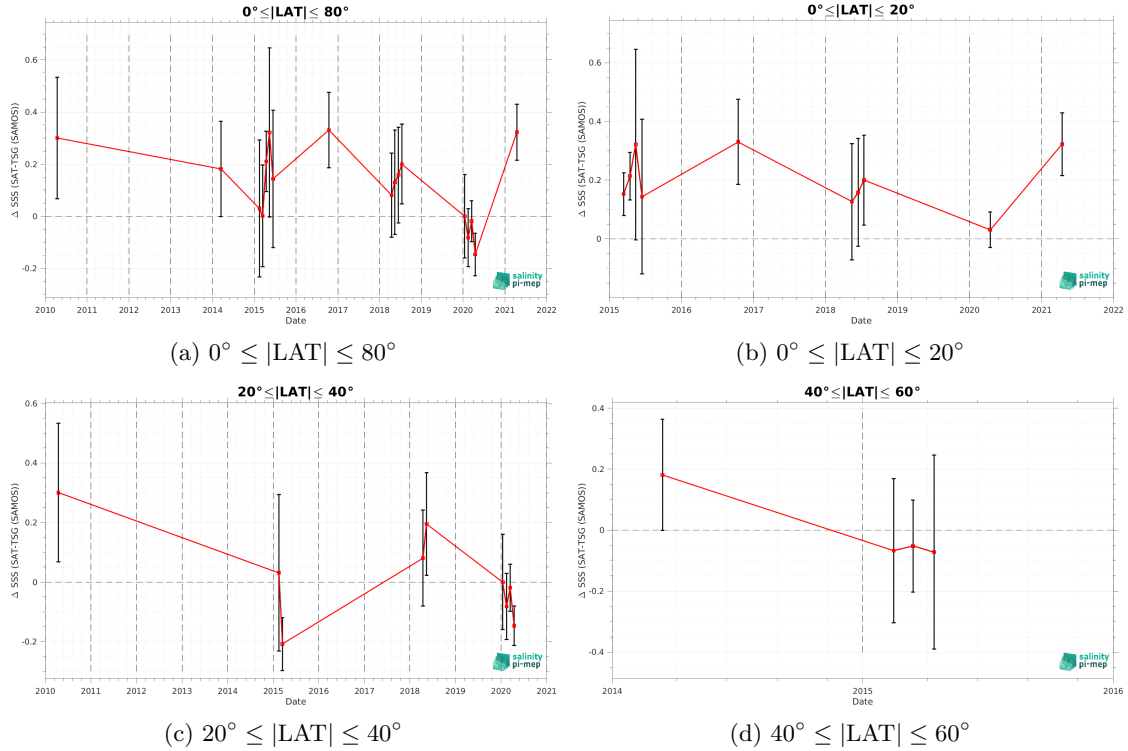 0°≤|LAT|≤ 80°
Δ SSS (SAT-TSG (SAMOS))
0.6
0.4
0.2
0
-0.2
2010 2011 2012 2013 2014 2015 2016 2017 2018 2019 2020 2021 2022
Date
salinity
pi-mep
(a) 0° ≤ |LAT| ≤ 80°
0°≤|LAT|≤ 20°
Δ SSS (SAT-TSG (SAMOS))
0.6
0.4
0.2
0
2015 2016 2017 2018 2019 2020 2021 2022
Date
salinity
pi-mep
(b) 0° ≤ |LAT| ≤ 20°
20°≤|LAT|≤ 40°
Δ SSS (SAT-TSG (SAMOS))
0.6
0.4
0.2
0
-0.2
2010 2011 2012 2013 2014 2015 2016 2017 2018 2019 2020 2021
Date
salinity
pi-mep
(c) 20° ≤ |LAT| ≤ 40°
40°≤|LAT|≤ 60°
Δ SSS (SAT-TSG (SAMOS))
0.4
0.2
0
-0.2
-0.4
2014 2015 2016
Date
salinity
pi-mep
(d) 40° ≤ |LAT| ≤ 60°